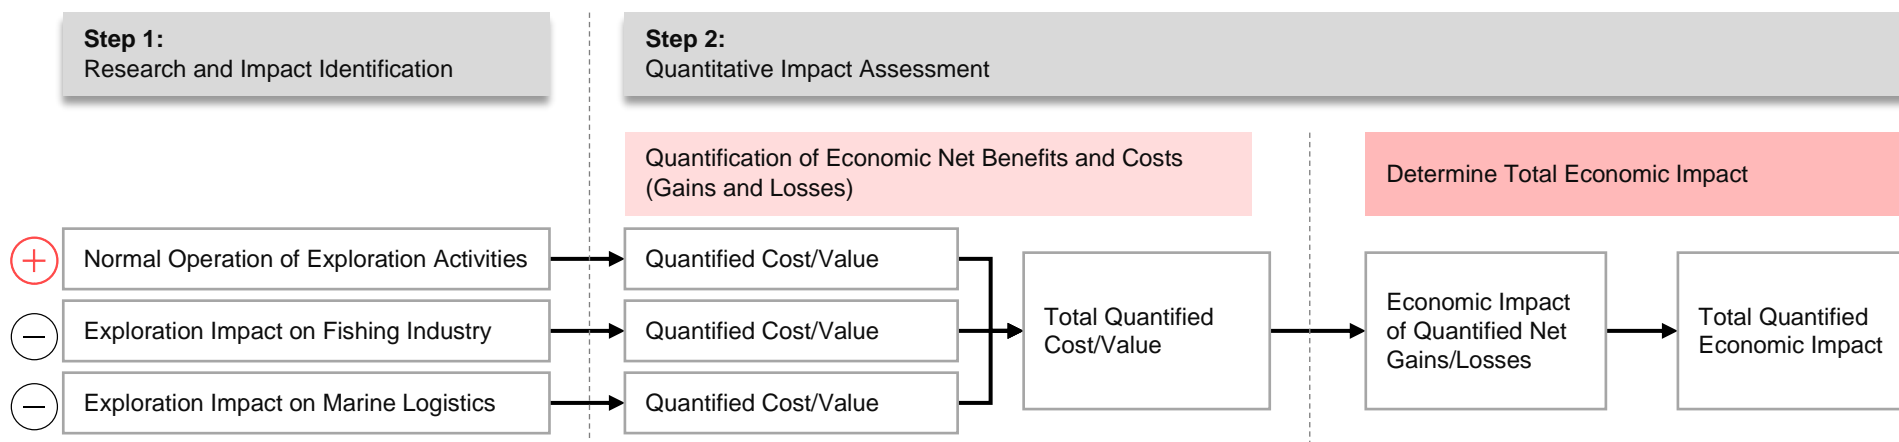 Step 1:
Research and Impact Identification
Step 2:
Quantitative Impact Assessment
Quantification of Economic Net Benefits and Costs
(Gains and Losses)
Determine Total Economic Impact
Normal Operation of Exploration Activities
Quantified Cost/Value
Exploration Impact on Fishing Industry
Quantified Cost/Value
Exploration Impact on Marine Logistics
Quantified Cost/Value
Total Quantified
Cost/Value
Economic Impact
of Quantified Net
Gains/Losses
Total Quantified
Economic Impact